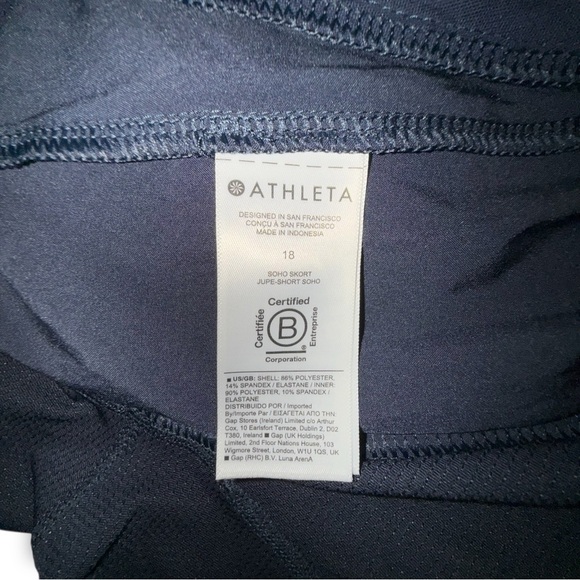 ATHLETA
DESIGNED IN SAN FRANCISCO
CONÇU À SAN FRANCISCO
MADE IN INDONESIA
18
SOHO SKORT
JUPE-SHORT SOHO
Certified
Certifiée
B
®
Entreprise
Corporation
■ US/GB: SHELL: 86% POLYESTER,
14% SPANDEX / ELASTANE / INNER:
90% POLYESTER, 10% SPANDEX /
ELASTANE
DISTRIBUIDO POR / Imported
By/Importe Par / ΕΙΣΑΓΕΤΑΙ ΑΠΟ ΤΗΝ
Gap Stores (Ireland) Limited c/o Arthur
Cox, 10 Earlsfort Terrace, Dublin 2, D02
T380, Ireland ■ Gap (UK Holdings)
Limited, 2nd Floor Nations House, 103
Wigmore Street, London, W1U 1QS, UK
■ Gap (RHC) B.V. Luna ArenA